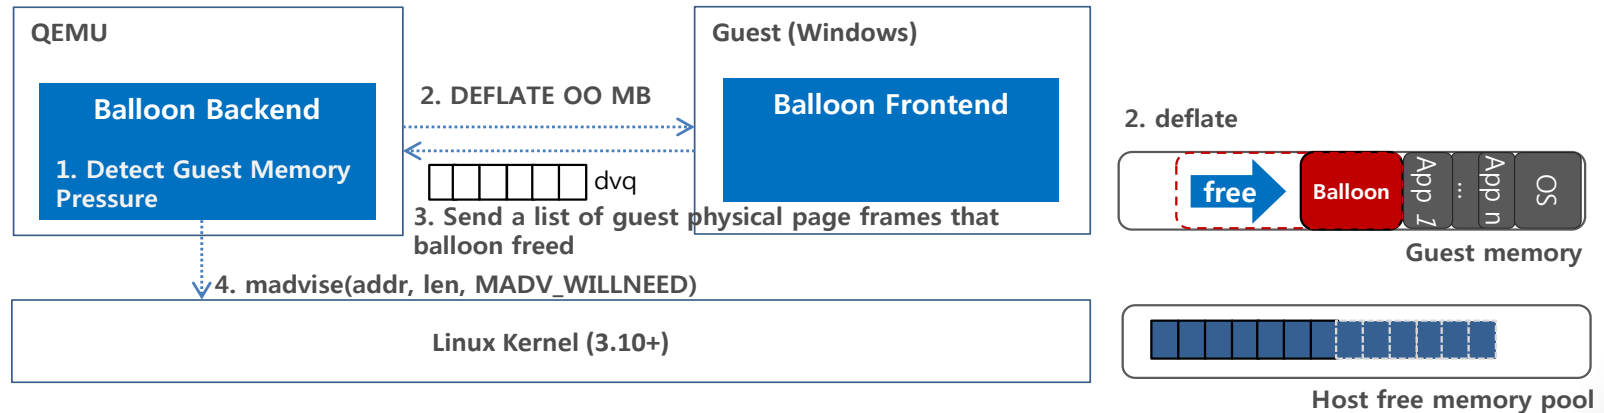 QEMU
Guest (Windows)
Balloon Backend
1. Detect Guest Memory
Pressure
2. DEFLATE OO MB
dvq
3. Send a list of guest physical page frames that
balloon freed
Balloon Frontend
4. madvise(addr, len, MADV_WILLNEED)
Linux Kernel (3.10+)
2. deflate
free
Balloon
App 1
...
App n
OS
Guest memory
Host free memory pool